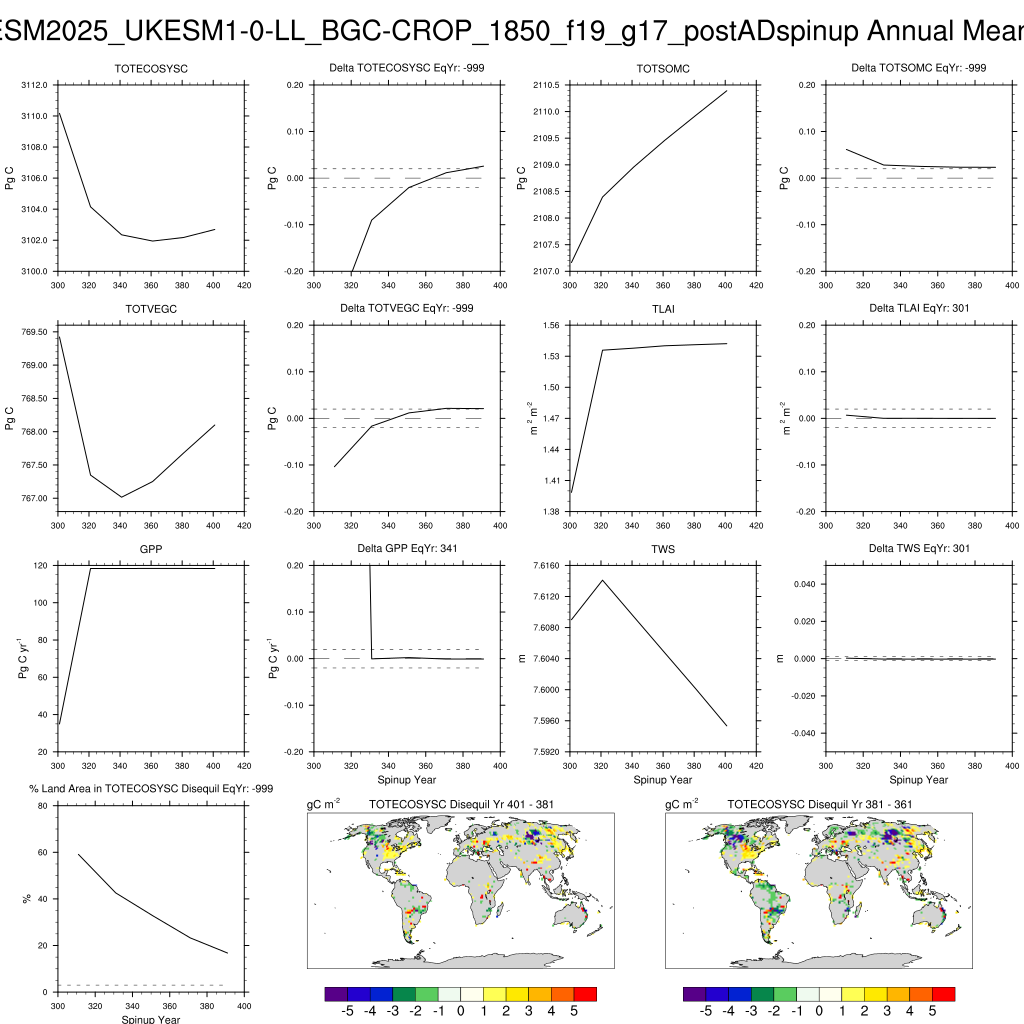 ESM2025_UKESM1-0-LL_BGC-CROP_1850_f19_g17_postADspinup Annual Mean
TOTECOSYSC
Delta TOTECOSYSC EqYr: -999
TOTSOMC
Delta TOTSOMC EqYr: -999
3112.0
3110.0
3108.0
3106.0
3104.0
3102.0
3100.0
Pg C
300 320 340 360 380 400 420
0.20
0.10
0.00
-0.10
-0.20
Pg C
300 320 340 360 380 400
2110.5
2110.0
2109.5
2109.0
2108.5
2108.0
2107.5
2107.0
Pg C
300 320 340 360 380 400 420
0.20
0.10
0.00
-0.10
-0.20
Pg C
300 320 340 360 380 400
TOTVEGC
Delta TOTVEGC EqYr: -999
TLAI
Delta TLAI EqYr: 301
769.50
769.00
768.50
768.00
767.50
767.00
Pg C
300 320 340 360 380 400 420
0.20
0.10
0.00
-0.10
-0.20
Pg C
300 320 340 360 380 400
1.56
1.53
1.50
1.47
1.44
1.41
1.38
m² m⁻²
300 320 340 360 380 400 420
0.20
0.10
0.00
-0.10
-0.20
m² m⁻²
300 320 340 360 380 400
GPP
Delta GPP EqYr: 341
TWS
Delta TWS EqYr: 301
120
100
80
60
40
20
Pg C yr⁻¹
300 320 340 360 380 400 420
0.20
0.10
0.00
-0.10
-0.20
Pg C yr⁻¹
300 320 340 360 380 400
Spinup Year
7.6160
7.6120
7.6080
7.6040
7.6000
7.5960
7.5920
m
300 320 340 360 380 400 420
Spinup Year
0.040
0.020
0.000
-0.020
-0.040
m
300 320 340 360 380 400
Spinup Year
% Land Area in TOTECOSYSC Disequil EqYr: -999
80
60
40
20
0
%
300 320 340 360 380 400
Spinup Year
gC m⁻² TOTECOSYSC Disequil Yr 401 - 381
-5 -4 -3 -2 -1 0 1 2 3 4 5
gC m⁻² TOTECOSYSC Disequil Yr 381 - 361
-5 -4 -3 -2 -1 0 1 2 3 4 5